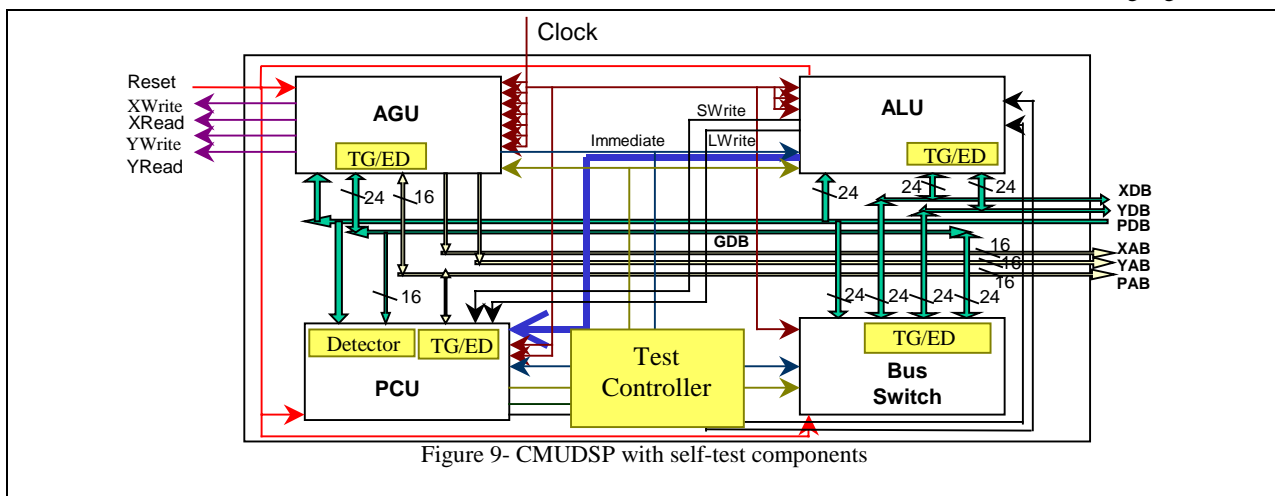 Clock
Reset
XWrite
XRead
YWrite
YRead
AGU
TG/ED
SWrite
Immediate
LWrite
ALU
TG/ED
24
16
24
24
24
XDB
YDB
PDB
GDB
XAB
YAB
PAB
16
16
16
16
24
24
24
24
Detector
TG/ED
PCU
Test
Controller
TG/ED
Bus
Switch
Figure 9- CMUDSP with self-test components